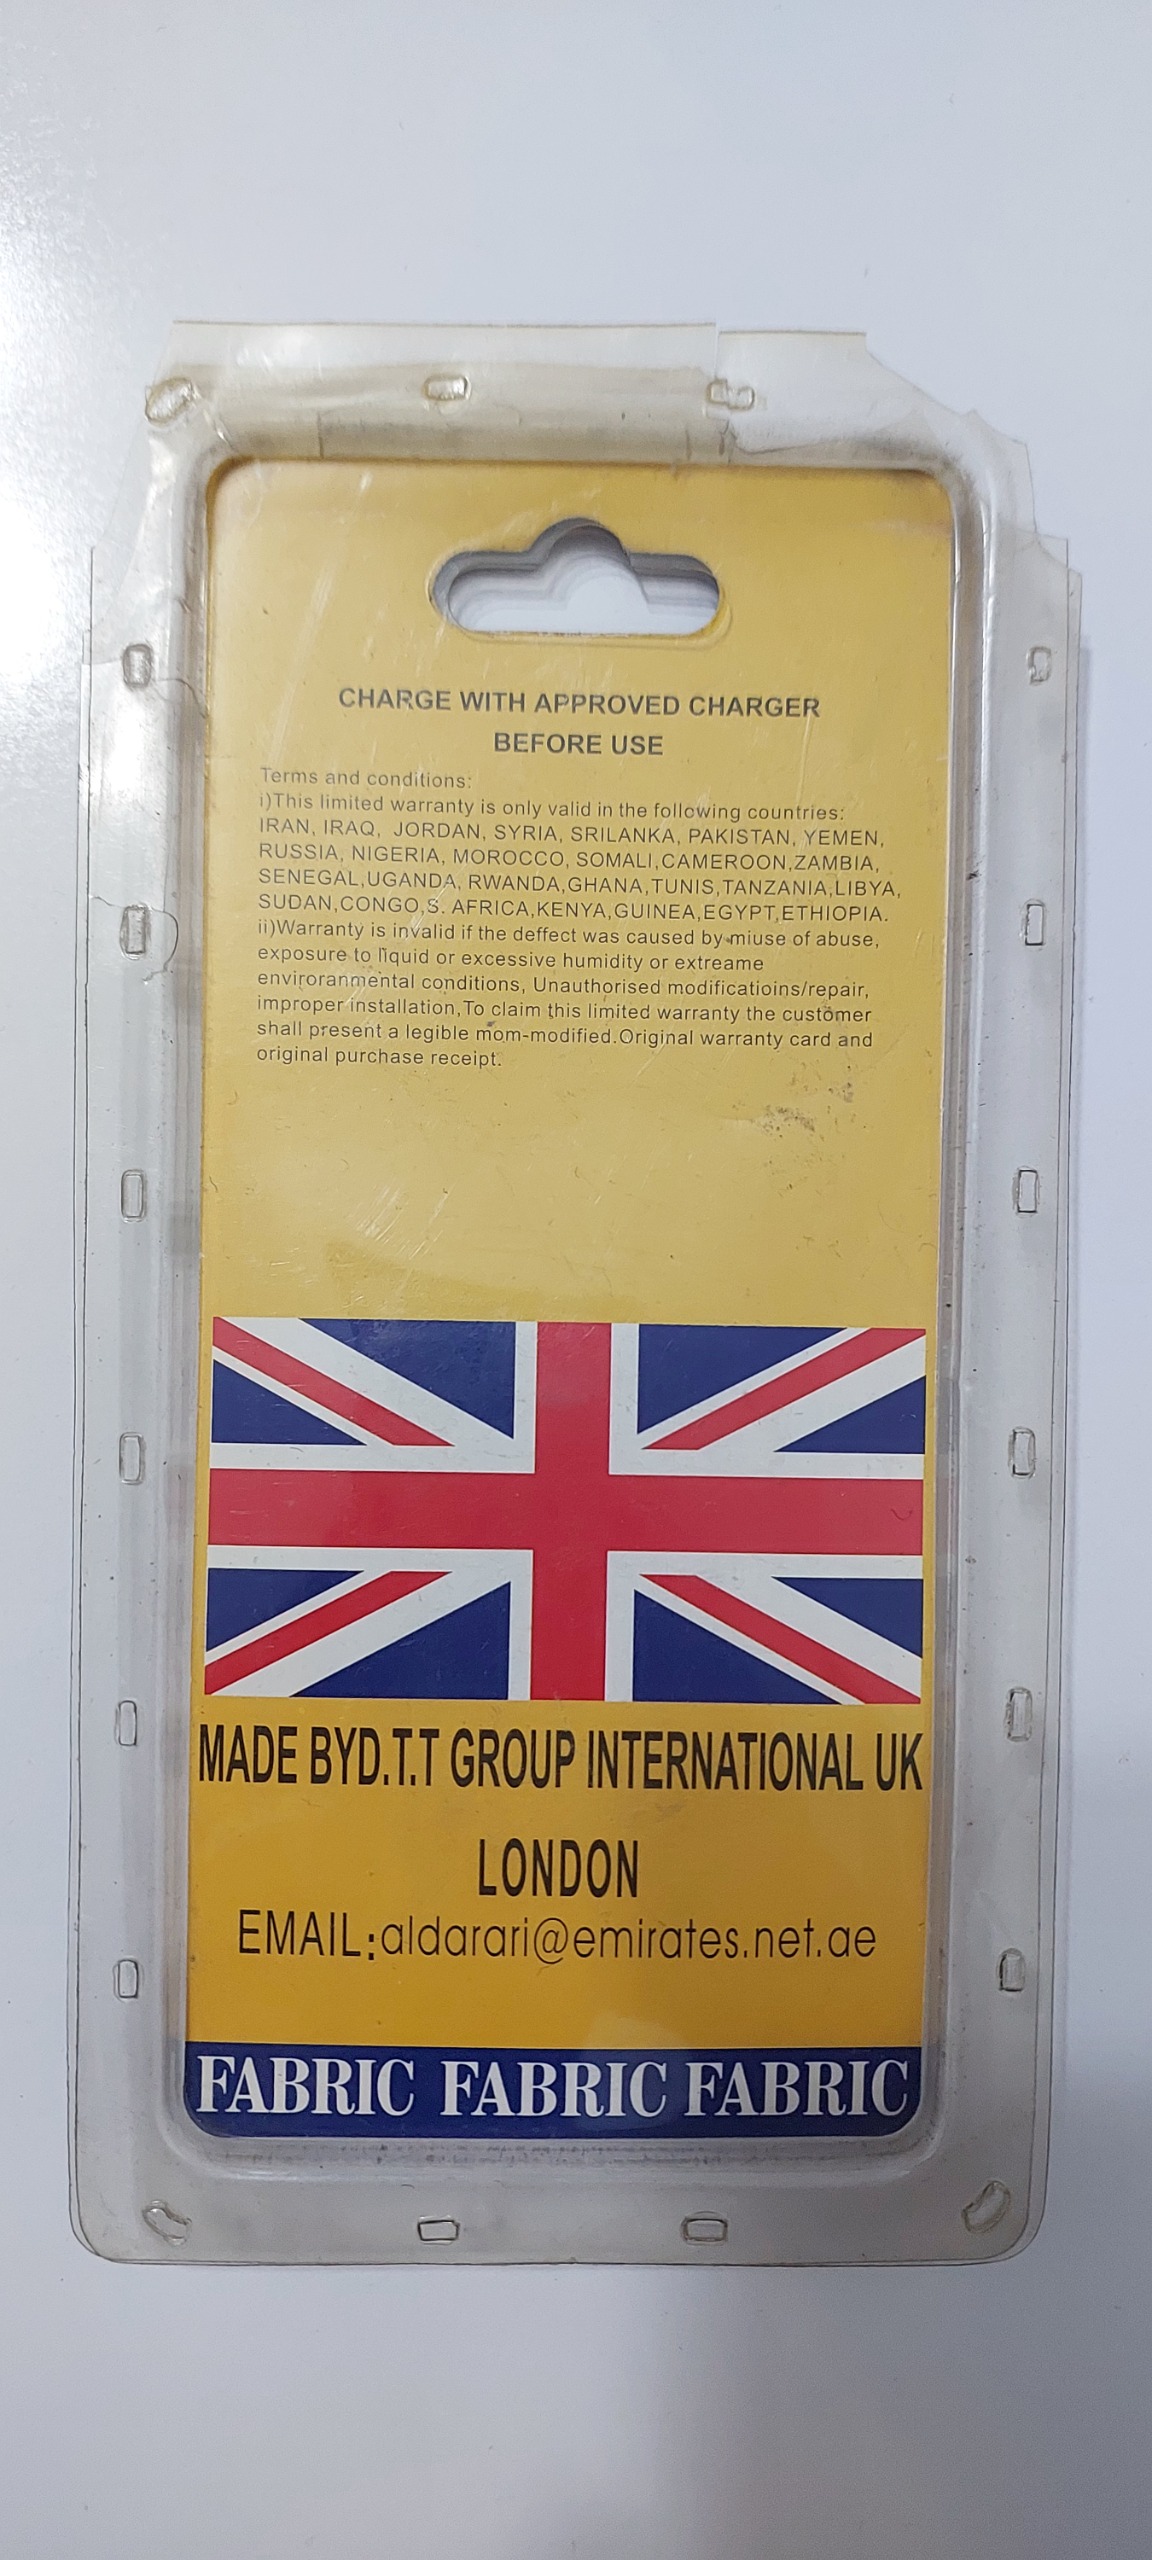 CHARGE WITH APPROVED CHARGER
BEFORE USE
Terms and conditions:
i)This limited warranty is only valid in the following countries:
IRAN, IRAQ, JORDAN, SYRIA, SRILANKA, PAKISTAN, YEMEN,
RUSSIA, NIGERIA, MOROCCO, SOMALI,CAMEROON,ZAMBIA,
SENEGAL,UGANDA, RWANDA,GHANA,TUNIS,TANZANIA,LIBYA,
SUDAN,CONGO,S. AFRICA,KENYA,GUINEA,EGYPT,ETHIOPIA.
ii)Warranty is invalid if the deffect was caused by miuse of abuse,
exposure to liquid or excessive humidity or extreame
enviroranmental conditions, Unauthorised modificatioins/repair,
improper installation,To claim this limited warranty the customer
shall present a legible mom-modified.Original warranty card and
original purchase receipt.
MADE BYD.T.T GROUP INTERNATIONAL UK
LONDON
EMAIL:aldarari@emirates.net.ae
FABRIC FABRIC FABRIC